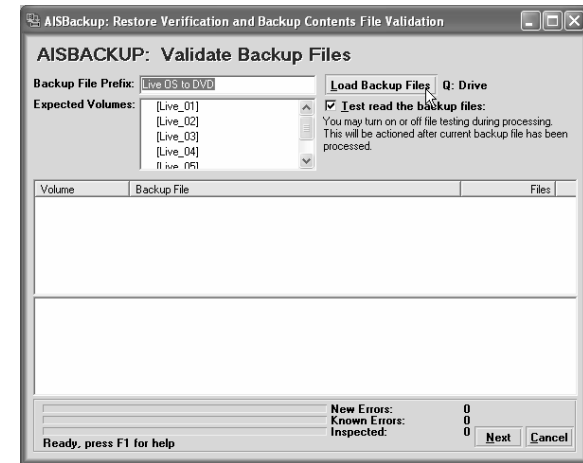 AISBackup: Restore Verification and Backup Contents File Validation
AISBACKUP: Validate Backup Files
Backup File Prefix: Live OS to DVD
Load Backup Files Q: Drive
Expected Volumes:
[Live_01]
[Live_02]
[Live_03]
[Live_04]
[Live_05]
Test read the backup files:
You may turn on or off file testing during processing.
This will be actioned after current backup file has been
processed.
Volume Backup File Files
New Errors: 0
Known Errors: 0
Inspected: 0
Ready, press F1 for help
Next Cancel